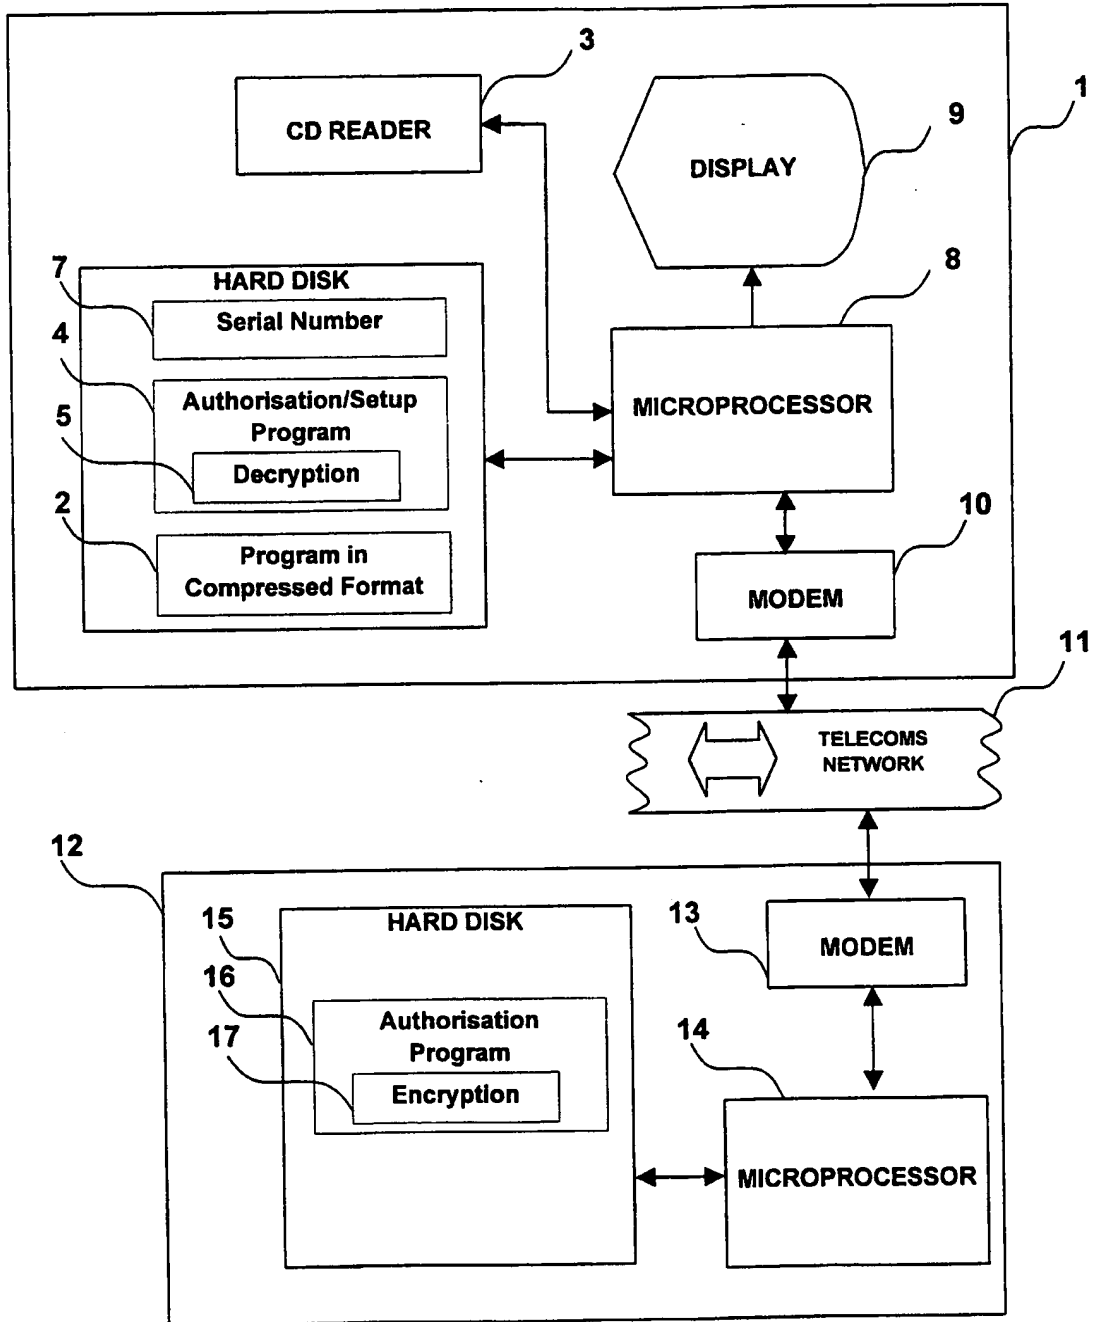 3
1
CD READER
9
DISPLAY
7
HARD DISK
8
Serial Number
4
Authorisation/Setup
Program
5
Decryption
MICROPROCESSOR
2
Program in
Compressed Format
10
MODEM
11
TELECOMS
NETWORK
12
15
HARD DISK
13
MODEM
16
Authorisation
Program
17
Encryption
14
MICROPROCESSOR